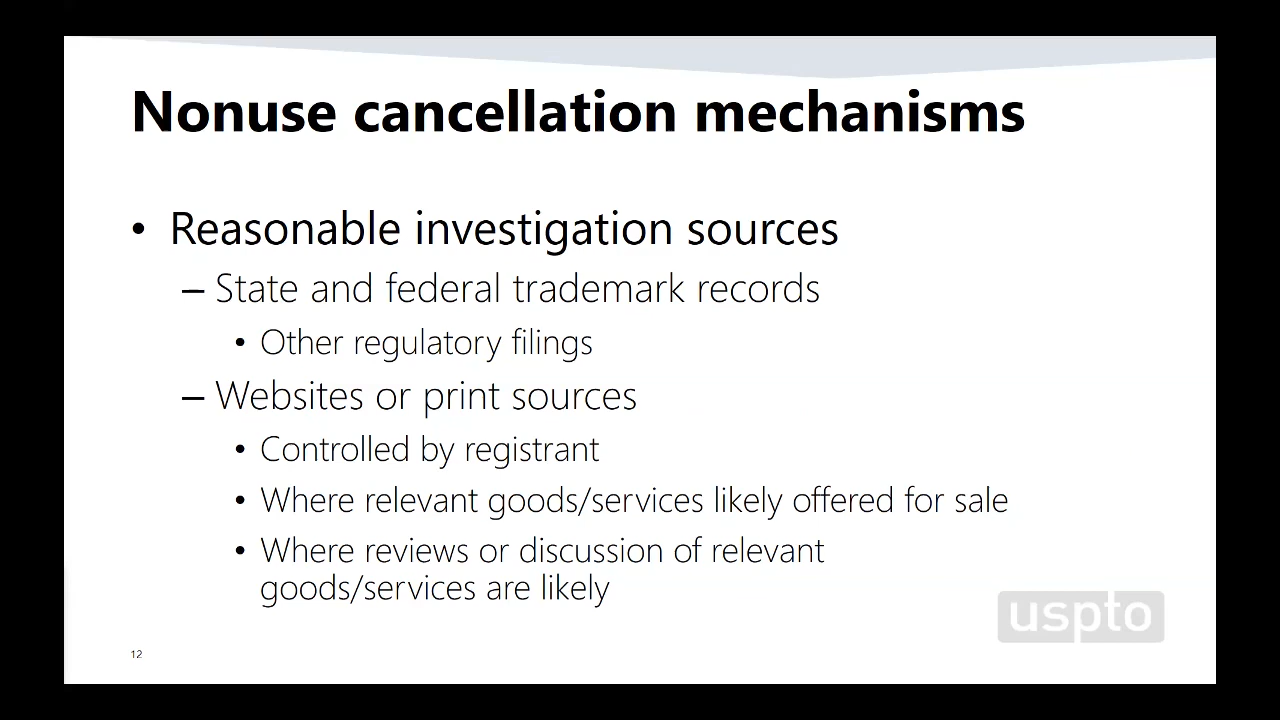 Nonuse cancellation mechanisms
• Reasonable investigation sources
– State and federal trademark records
• Other regulatory filings
– Websites or print sources
• Controlled by registrant
• Where relevant goods/services likely offered for sale
• Where reviews or discussion of relevant
goods/services are likely
uspto
12